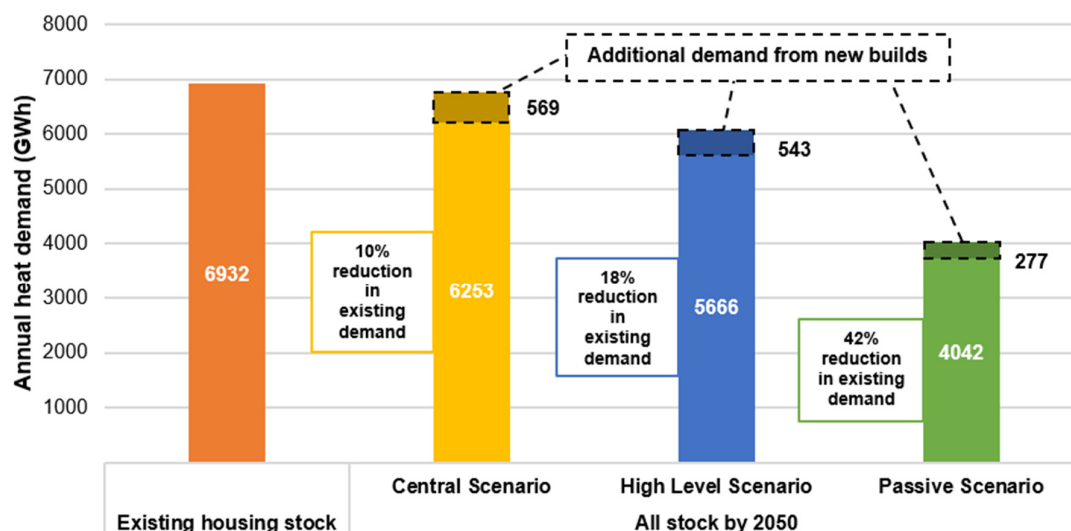 Annual heat demand (GWh)
8000
7000
6000
5000
4000
3000
2000
1000
Additional demand from new builds
6932
10%
reduction
in
existing
demand
6253
569
18%
reduction
in
existing
demand
5666
543
42%
reduction
in existing
demand
4042
277
Central Scenario
High Level Scenario
Passive Scenario
Existing housing stock
All stock by 2050